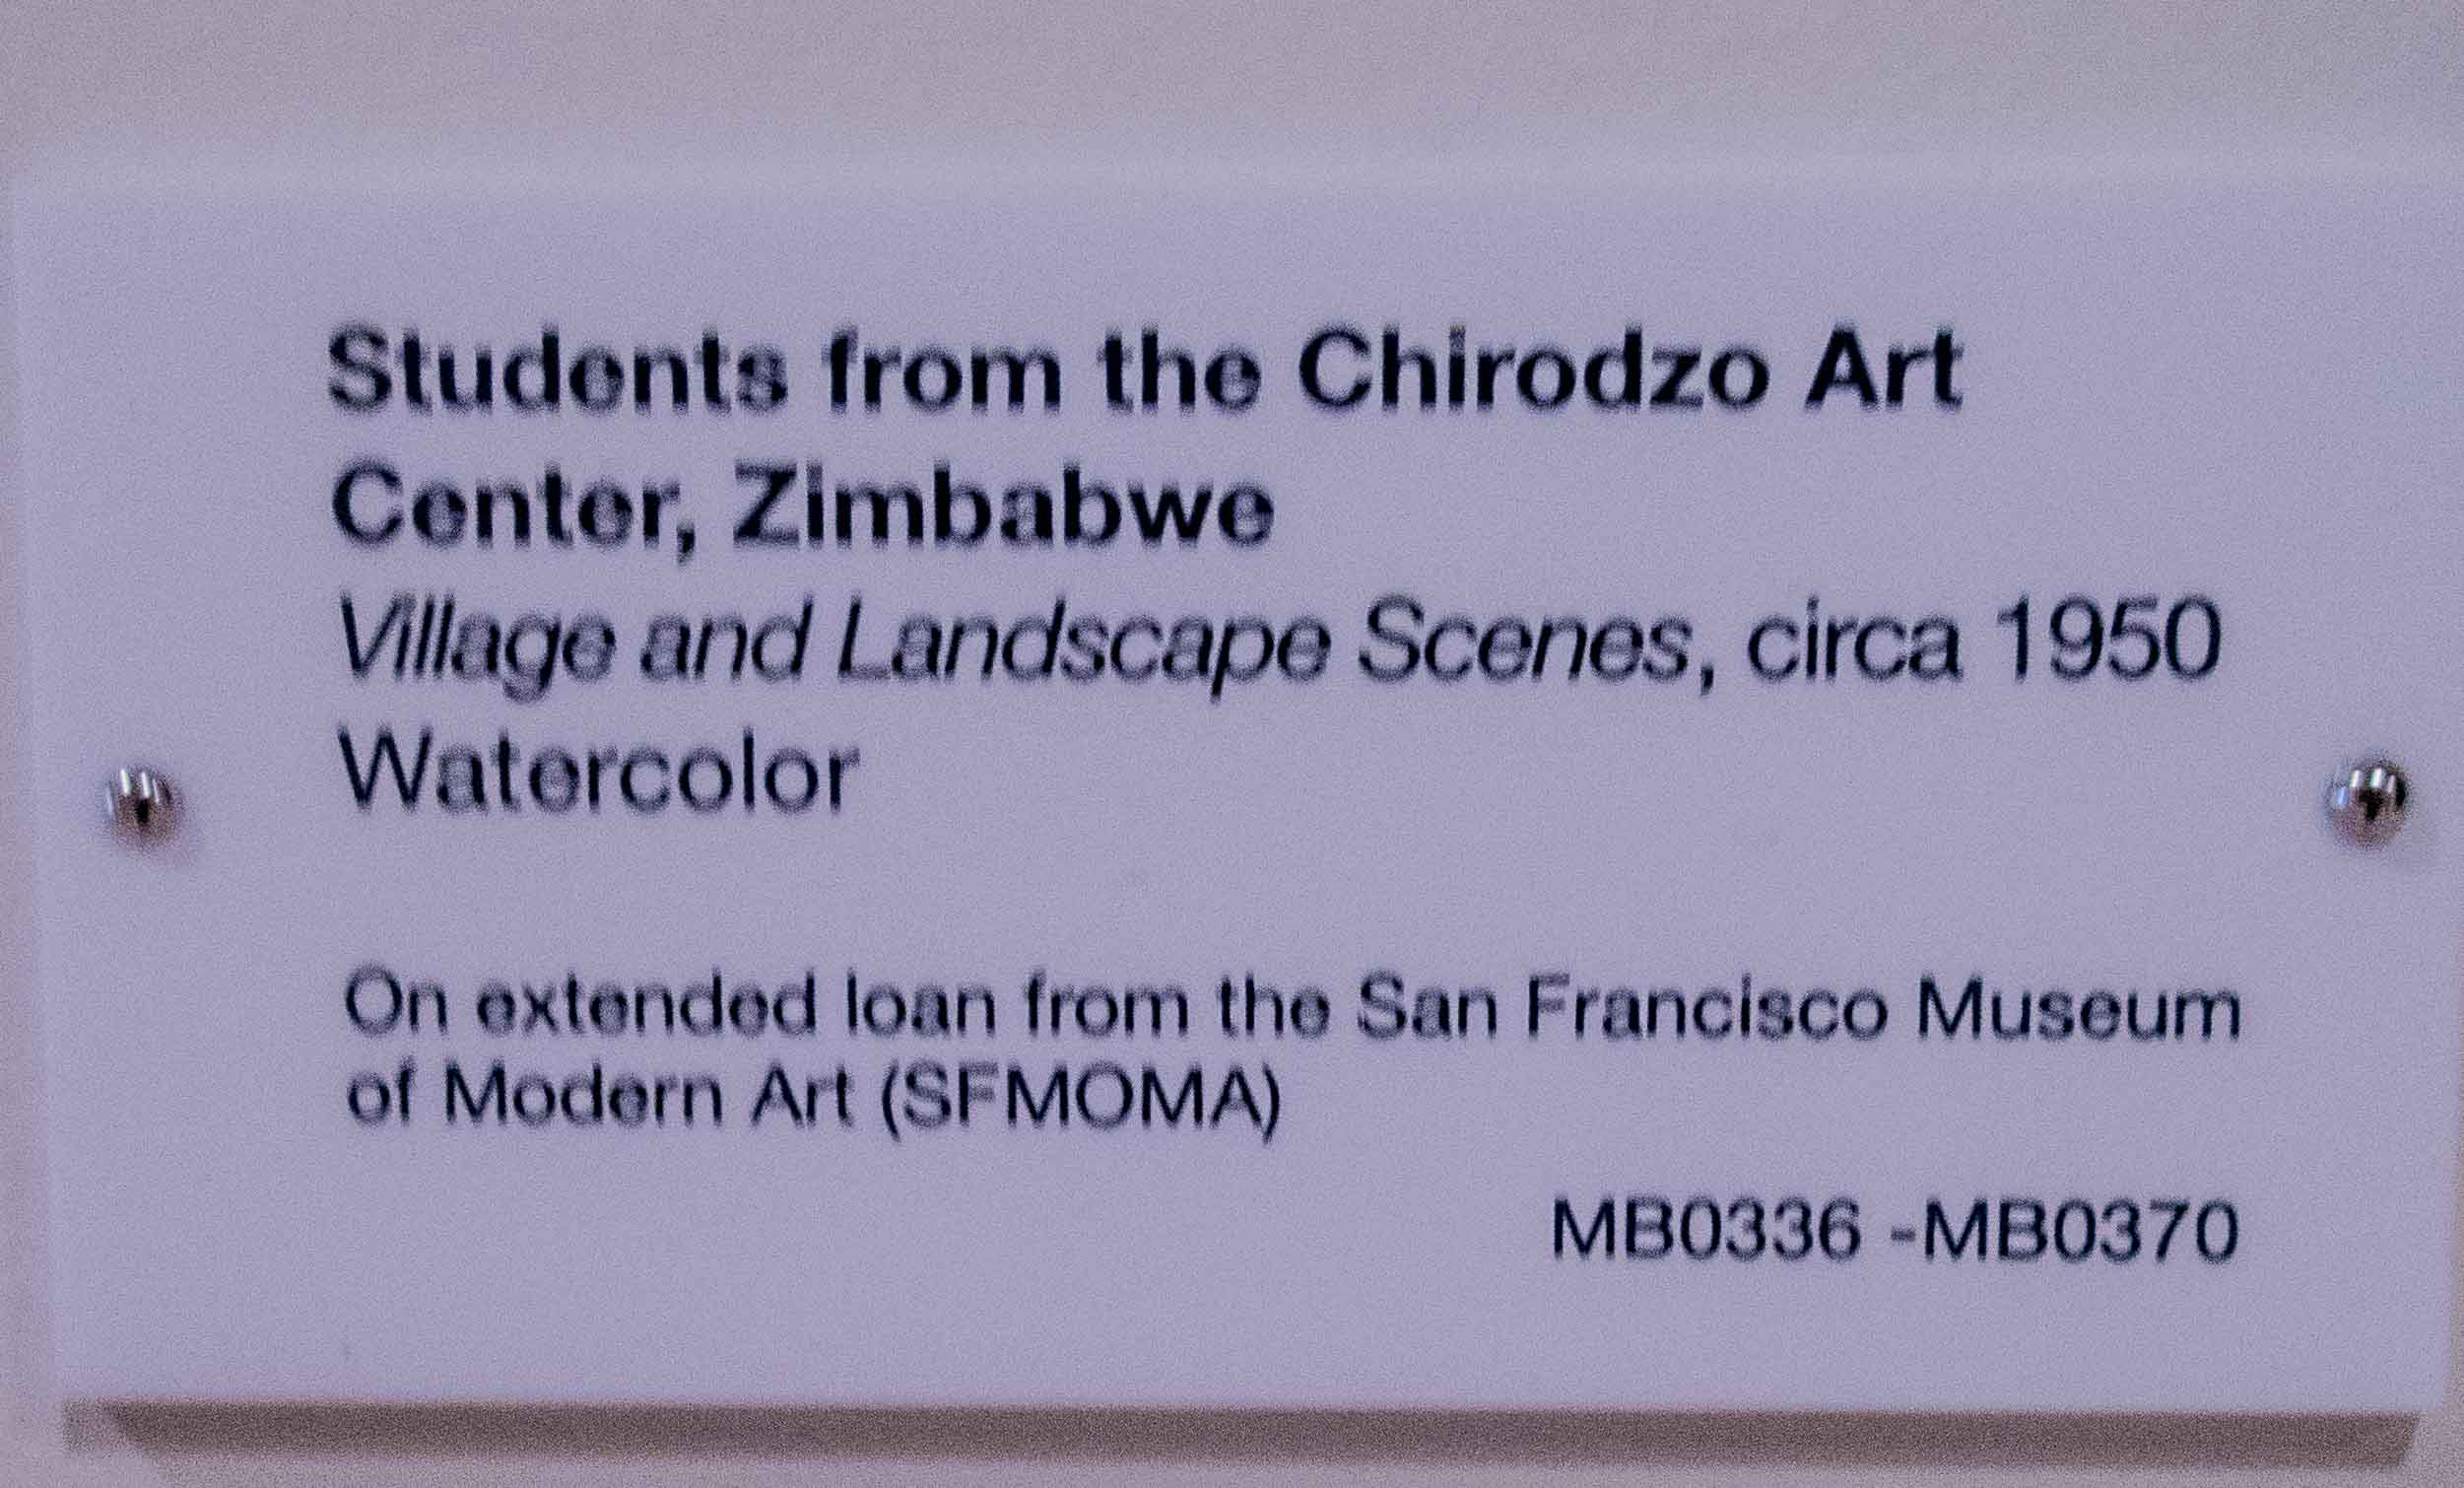 Students from the Chirodzo Art
Center, Zimbabwe
Village and Landscape Scenes, circa 1950
Watercolor
On extended loan from the San Francisco Museum
of Modern Art (SFMOMA)
MB0336 -MB0370